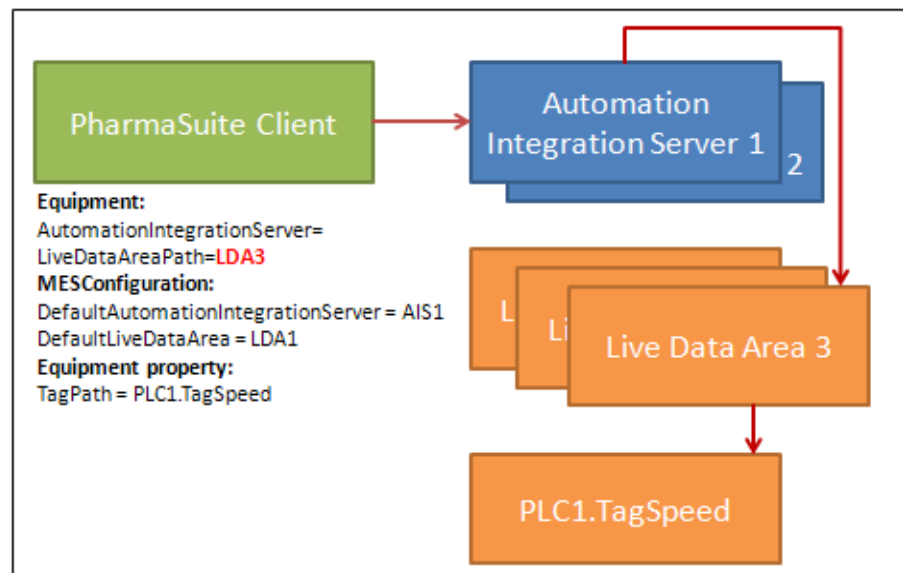 PharmaSuite Client
Automation
Integration Server 1
2
Equipment:
AutomationIntegrationServer=
LiveDataAreaPath=LDA3
MESConfiguration:
DefaultAutomationIntegrationServer = AIS1
DefaultLiveDataArea = LDA1
Equipment property:
TagPath = PLC1.TagSpeed
L
Li
Live Data Area 3
PLC1.TagSpeed